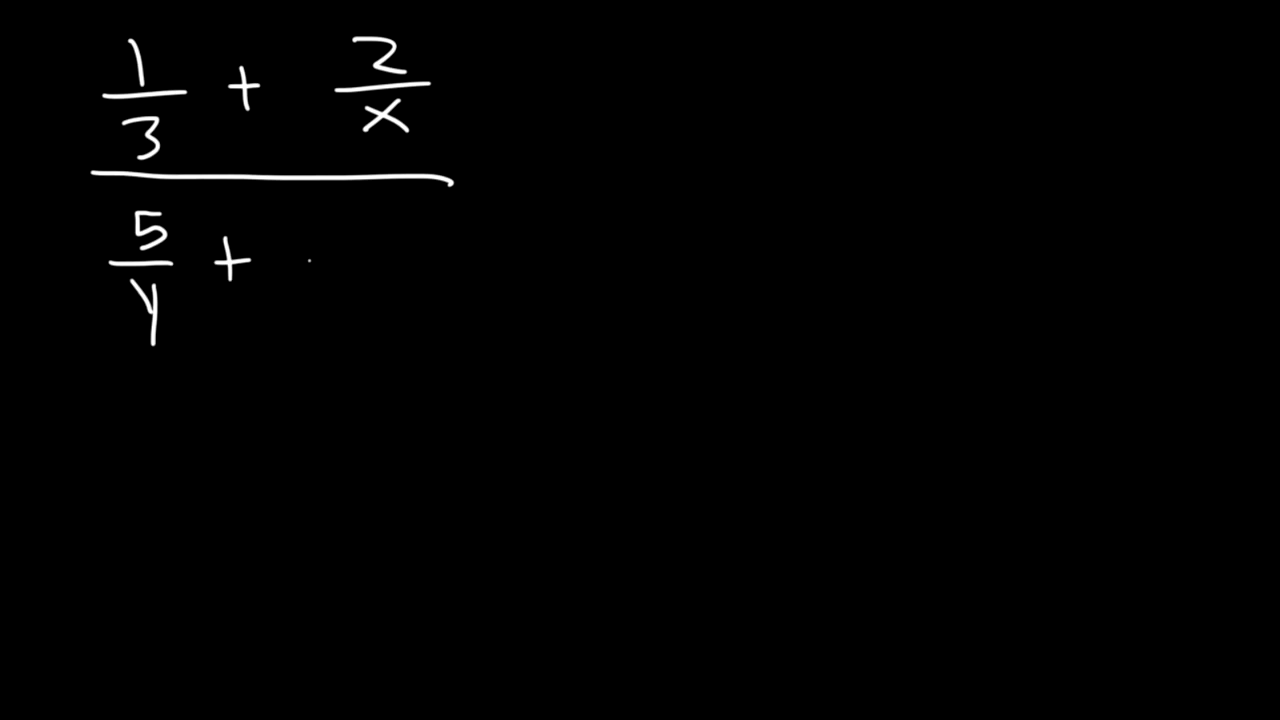 1/3 + 2/x
5/y +